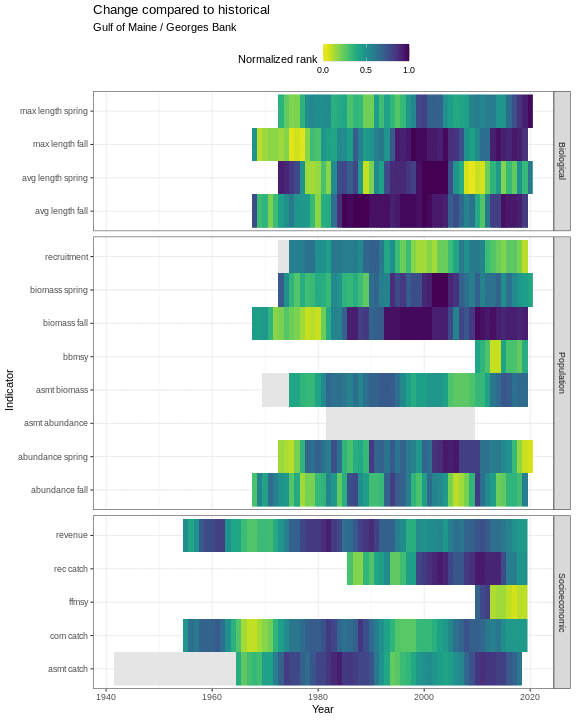 Change compared to historical
Gulf of Maine / Georges Bank
Normalized rank
0.0 0.5 1.0
max length spring
max length fall
avg length spring
avg length fall
Biological
recruitment
biomass spring
biomass fall
bbmsy
asmt biomass
asmt abundance
abundance spring
abundance fall
Population
revenue
rec catch
ffmsy
com catch
asmt catch
Socioeconomic
Indicator
1940 1960 1980 2000 2020
Year